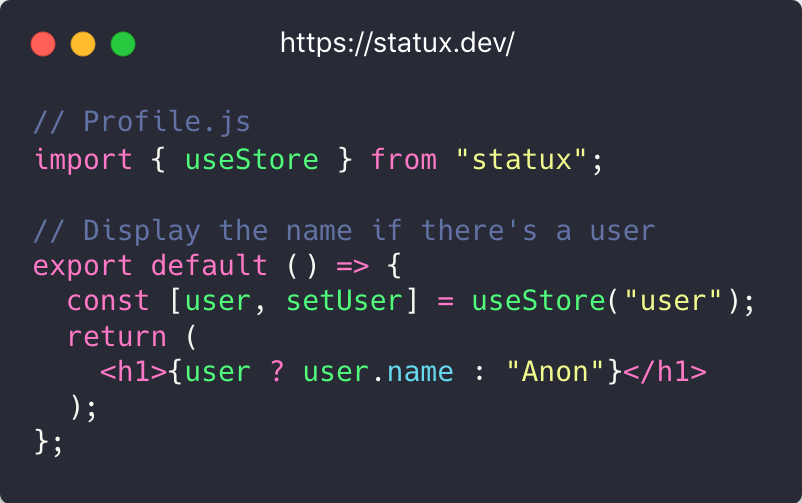 https://statux.dev/
// Profile.js
import { useStore } from "statux";
// Display the name if there's a user
export default () => {
  const [user, setUser] = useStore("user");
  return (
    <h1>{user ? user.name : "Anon"}</h1>
  );
};